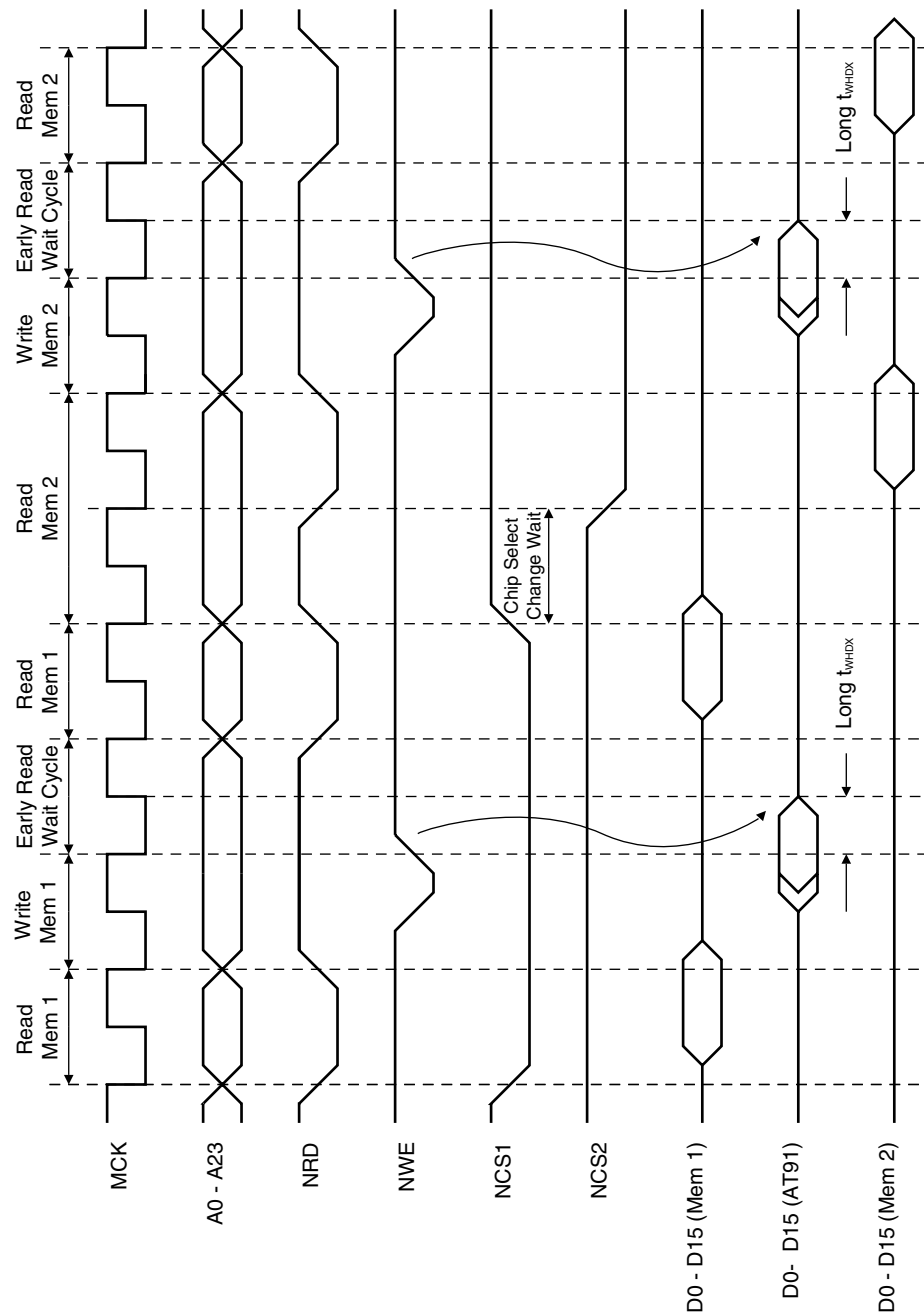 Read
Mem 1
Write
Mem 1
Early Read
Wait Cycle
Read
Mem 1
Read
Mem 2
Write
Mem 2
Early Read
Wait Cycle
Read
Mem 2
MCK
A0 - A23
NRD
NWE
NCS1
Chip Select
Change Wait
NCS2
D0 - D15 (Mem 1)
D0- D15 (AT91)
Long tWHDX
Long tWHDX
D0 - D15 (Mem 2)